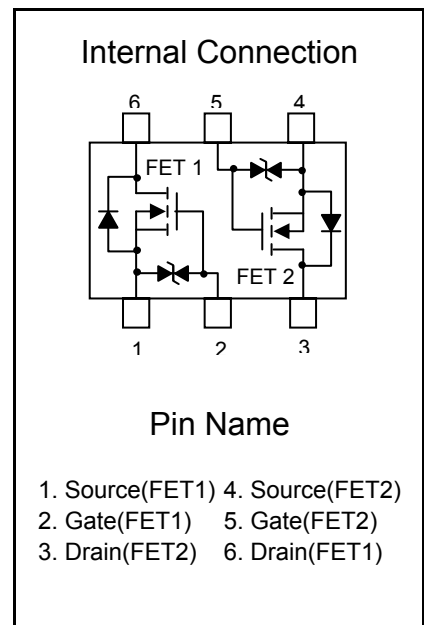 Internal Connection
6 5 4
FET 1
FET 2
1 2 3
Pin Name
1. Source(FET1) 4. Source(FET2)
2. Gate(FET1) 5. Gate(FET2)
3. Drain(FET2) 6. Drain(FET1)